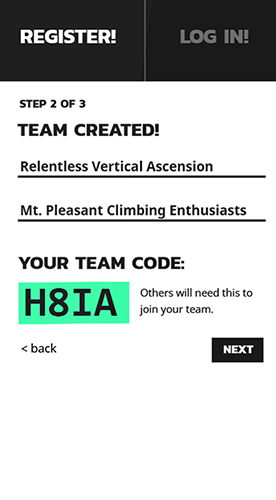 REGISTER!
LOG IN!
STEP 2 OF 3
TEAM CREATED!
Relentless Vertical Ascension
Mt. Pleasant Climbing Enthusiasts
YOUR TEAM CODE:
H8IA
Others will need this to
join your team.
< back
NEXT